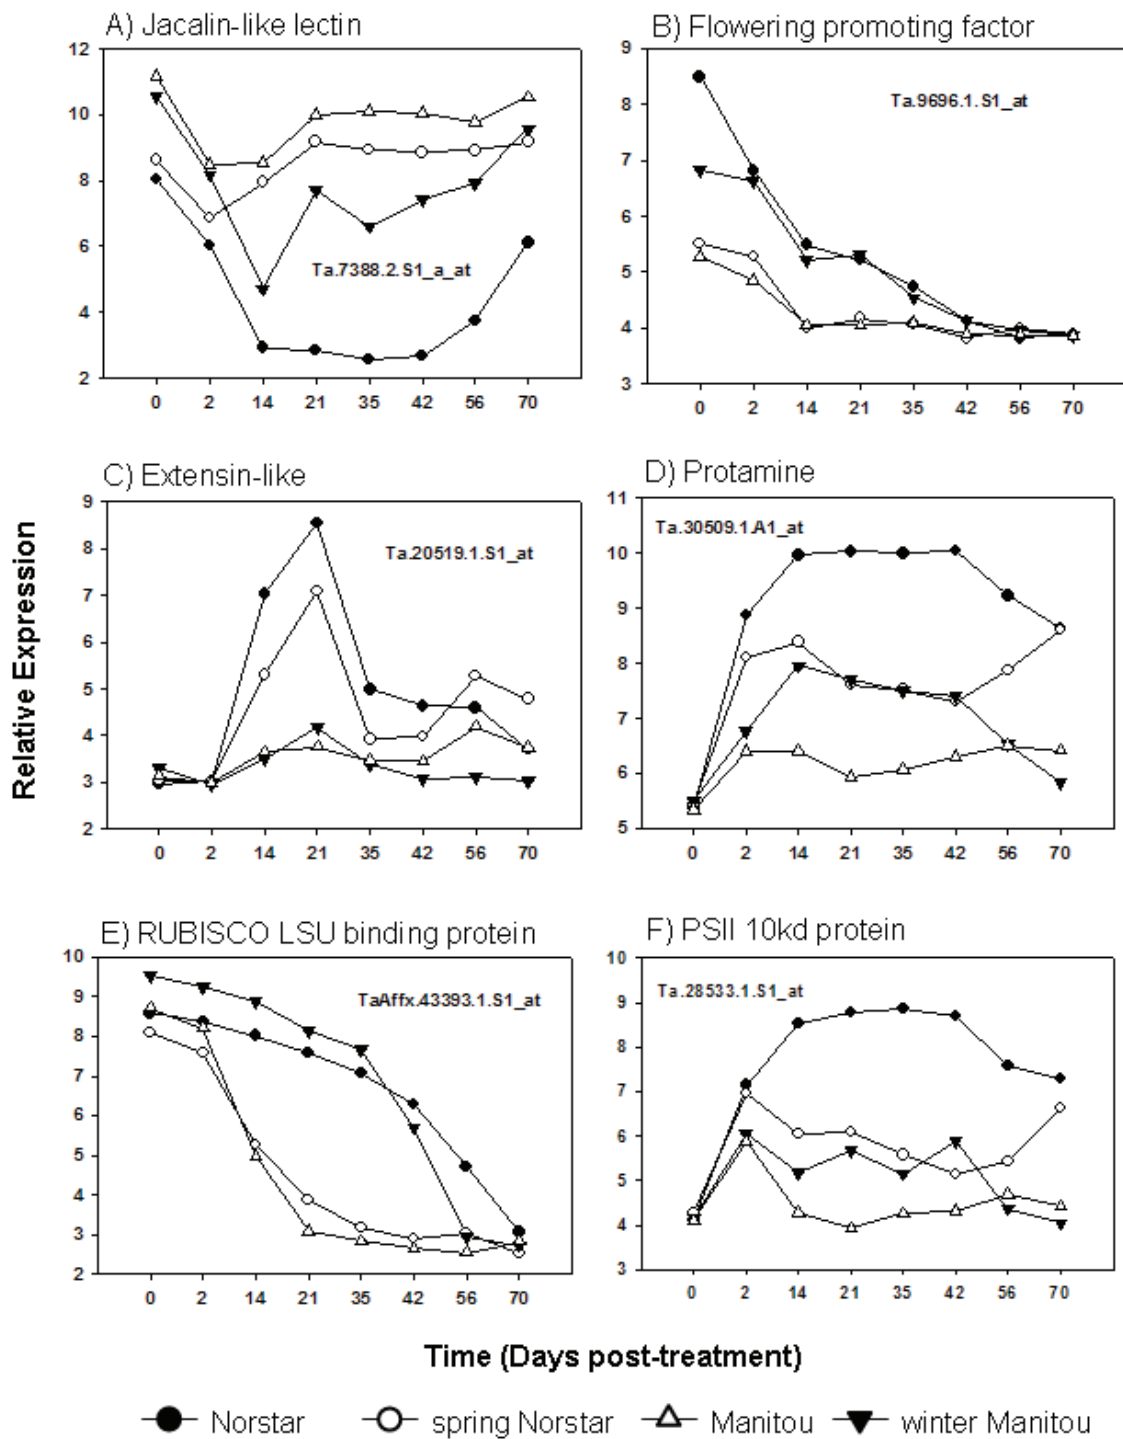 A) Jacalin-like lectin
12
10
8
6
4
2
Ta.7388.2.S1_a_at
0 2 14 21 35 42 56 70
B) Flowering promoting factor
9
8
7
6
5
4
3
Ta.9696.1.S1_at
0 2 14 21 35 42 56 70
C) Extensin-like
9
8
7
6
5
4
3
2
Ta.20519.1.S1_at
0 2 14 21 35 42 56 70
D) Protamine
11
10
9
8
7
6
5
Ta.30509.1.A1_at
0 2 14 21 35 42 56 70
Relative Expression
E) RUBISCO LSU binding protein
10
9
8
7
6
5
4
3
2
TaAffx.43393.1.S1_at
0 2 14 21 35 42 56 70
F) PSII 10kd protein
10
9
8
7
6
5
4
3
Ta.28533.1.S1_at
0 2 14 21 35 42 56 70
Time (Days post-treatment)
Norstar spring Norstar Manitou winter Manitou